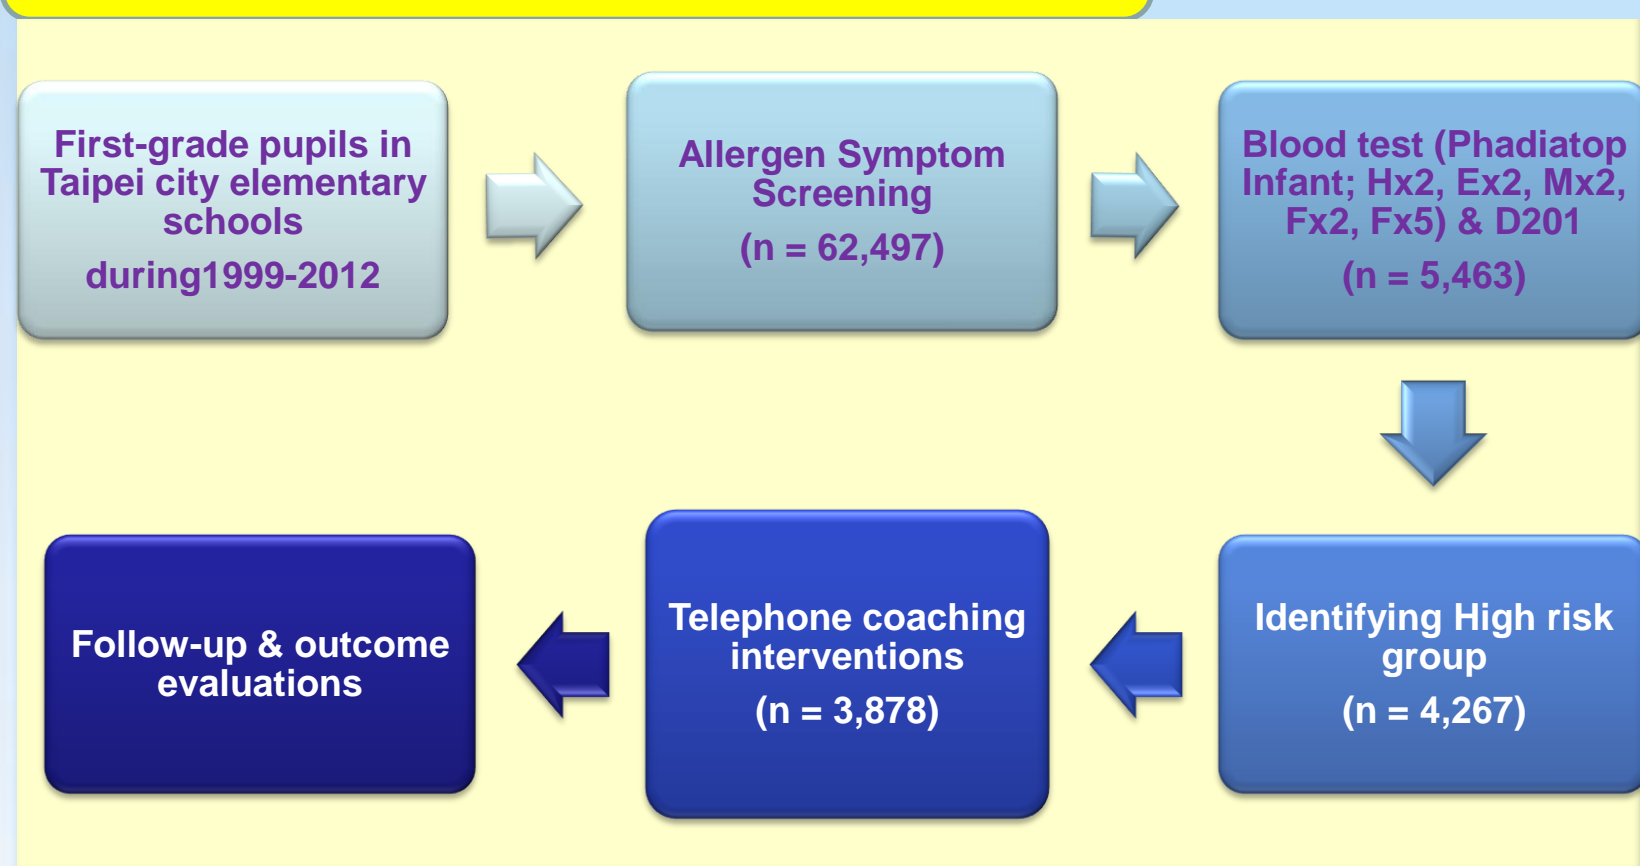 First-grade pupils in
Taipei city elementary
schools
during1999-2012
Allergen Symptom
Screening
(n = 62,497)
Blood test (Phadiatop
Infant; Hx2, Ex2, Mx2,
Fx2, Fx5) & D201
(n = 5,463)
Identifying High risk
group
(n = 4,267)
Telephone coaching
interventions
(n = 3,878)
Follow-up & outcome
evaluations